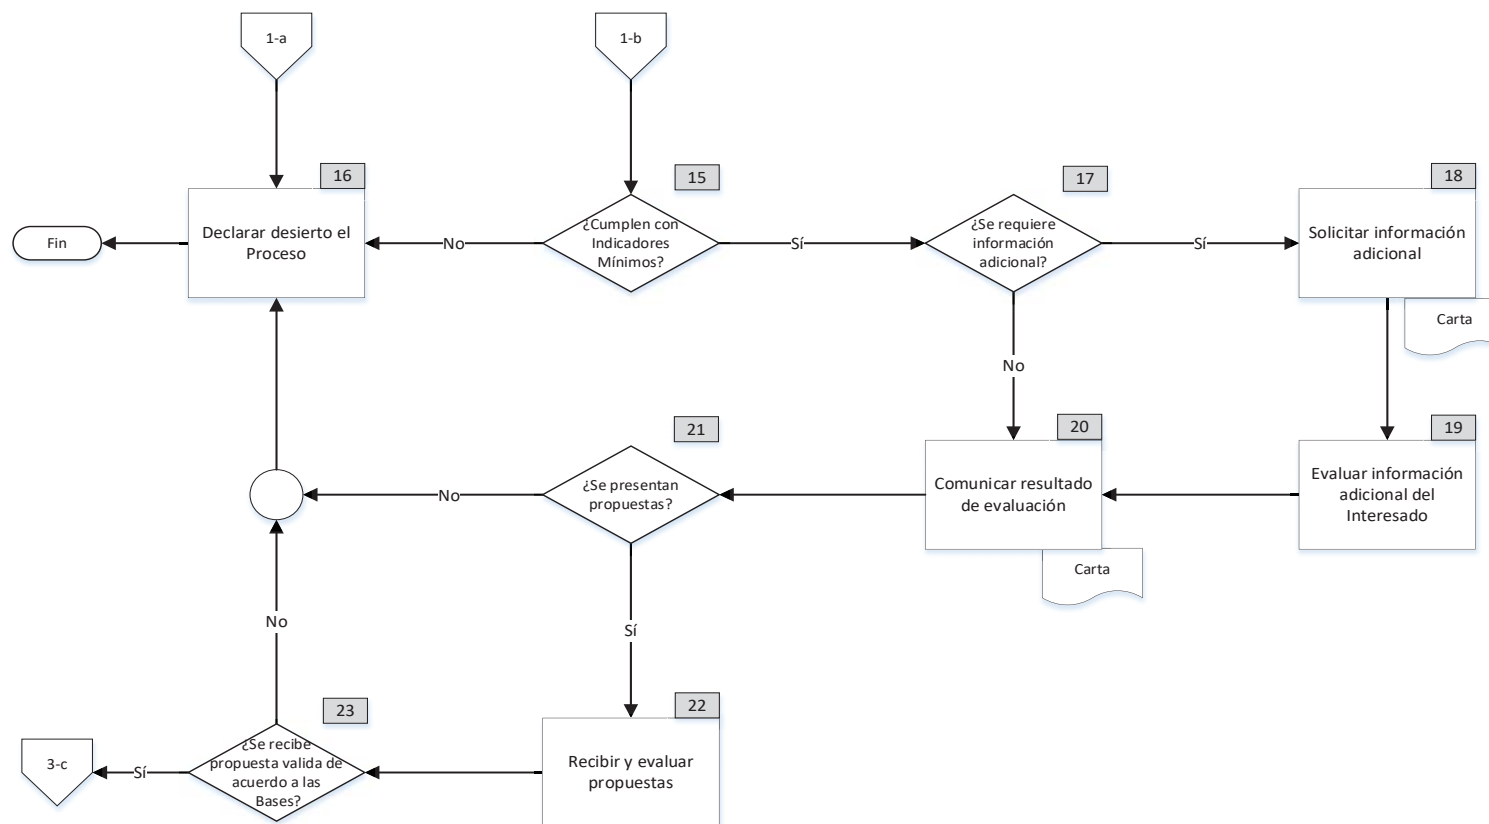 1-a
1-b
16
15
17
18
Fin
Declarar desierto el
Proceso
No
¿Cumplen con
Indicadores
Mínimos?
Sí
¿Se requiere
información
adicional?
Sí
Solicitar información
adicional
Carta
No
21
20
19
No
¿Se presentan
propuestas?
Comunicar resultado
de evaluación
Evaluar información
adicional del
Interesado
Carta
No
Sí
23
22
3-c
Sí
¿Se recibe
propuesta valida de
acuerdo a las
Bases?
Recibir y evaluar
propuestas